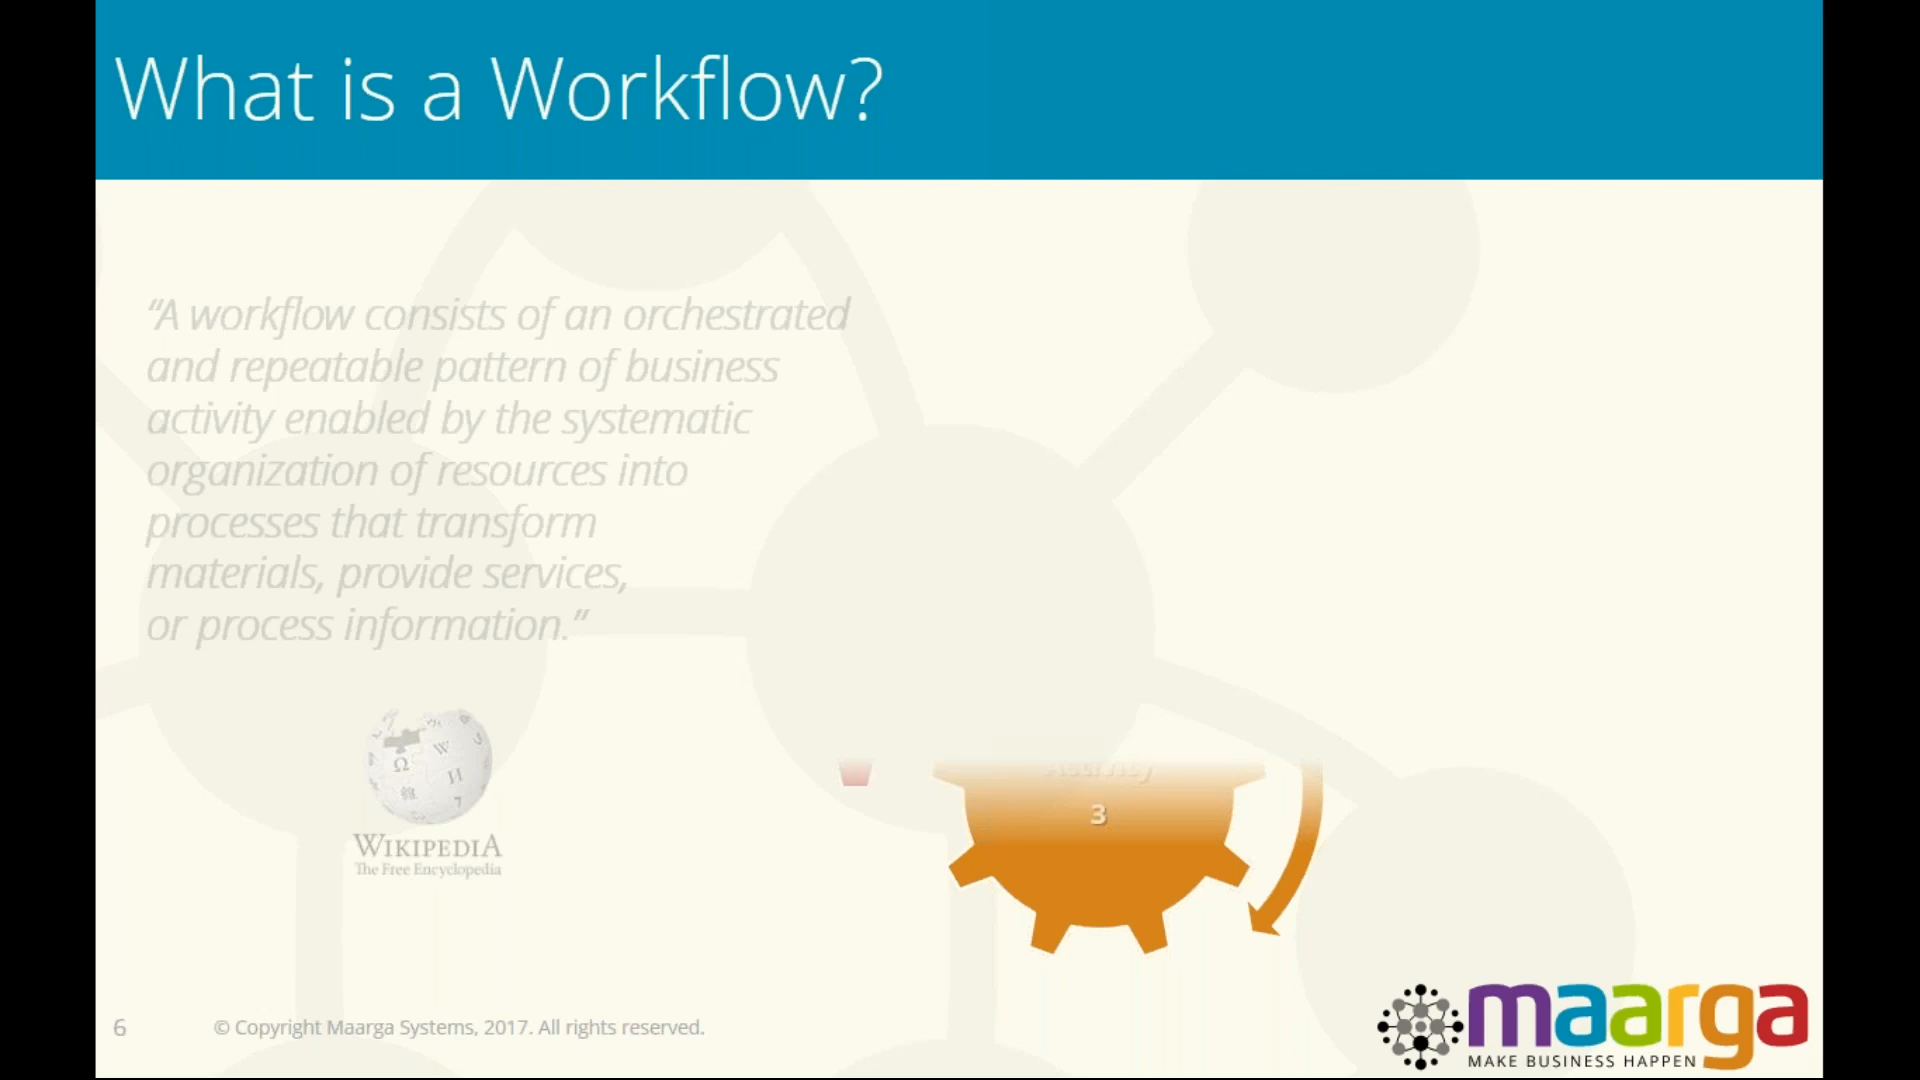 What is a Workflow?
“A workflow consists of an orchestrated
and repeatable pattern of business
activity enabled by the systematic
organization of resources into
processes that transform
materials, provide services,
or process information.”
Activity
3
WIKIPEDIA
The Free Encyclopedia
6
© Copyright Maarga Systems, 2017. All rights reserved.
maarga
MAKE BUSINESS HAPPEN